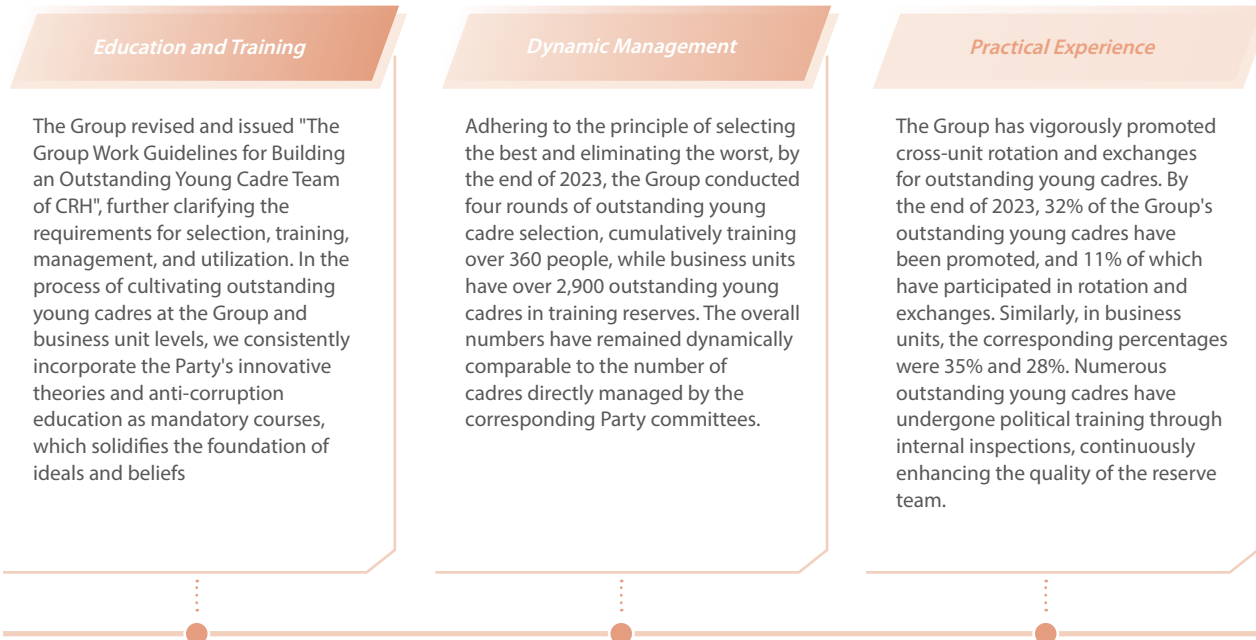 Education and Training
The Group revised and issued "The
Group Work Guidelines for Building
an Outstanding Young Cadre Team
of CRH", further clarifying the
requirements for selection, training,
management, and utilization. In the
process of cultivating outstanding
young cadres at the Group and
business unit levels, we consistently
incorporate the Party's innovative
theories and anti-corruption
education as mandatory courses,
which solidifies the foundation of
ideals and beliefs
Dynamic Management
Adhering to the principle of selecting
the best and eliminating the worst, by
the end of 2023, the Group conducted
four rounds of outstanding young
cadre selection, cumulatively training
over 360 people, while business units
have over 2,900 outstanding young
cadres in training reserves. The overall
numbers have remained dynamically
comparable to the number of
cadres directly managed by the
corresponding Party committees.
Practical Experience
The Group has vigorously promoted
cross-unit rotation and exchanges
for outstanding young cadres. By
the end of 2023, 32% of the Group's
outstanding young cadres have
been promoted, and 11% of which
have participated in rotation and
exchanges. Similarly, in business
units, the corresponding percentages
were 35% and 28%. Numerous
outstanding young cadres have
undergone political training through
internal inspections, continuously
enhancing the quality of the reserve
team.